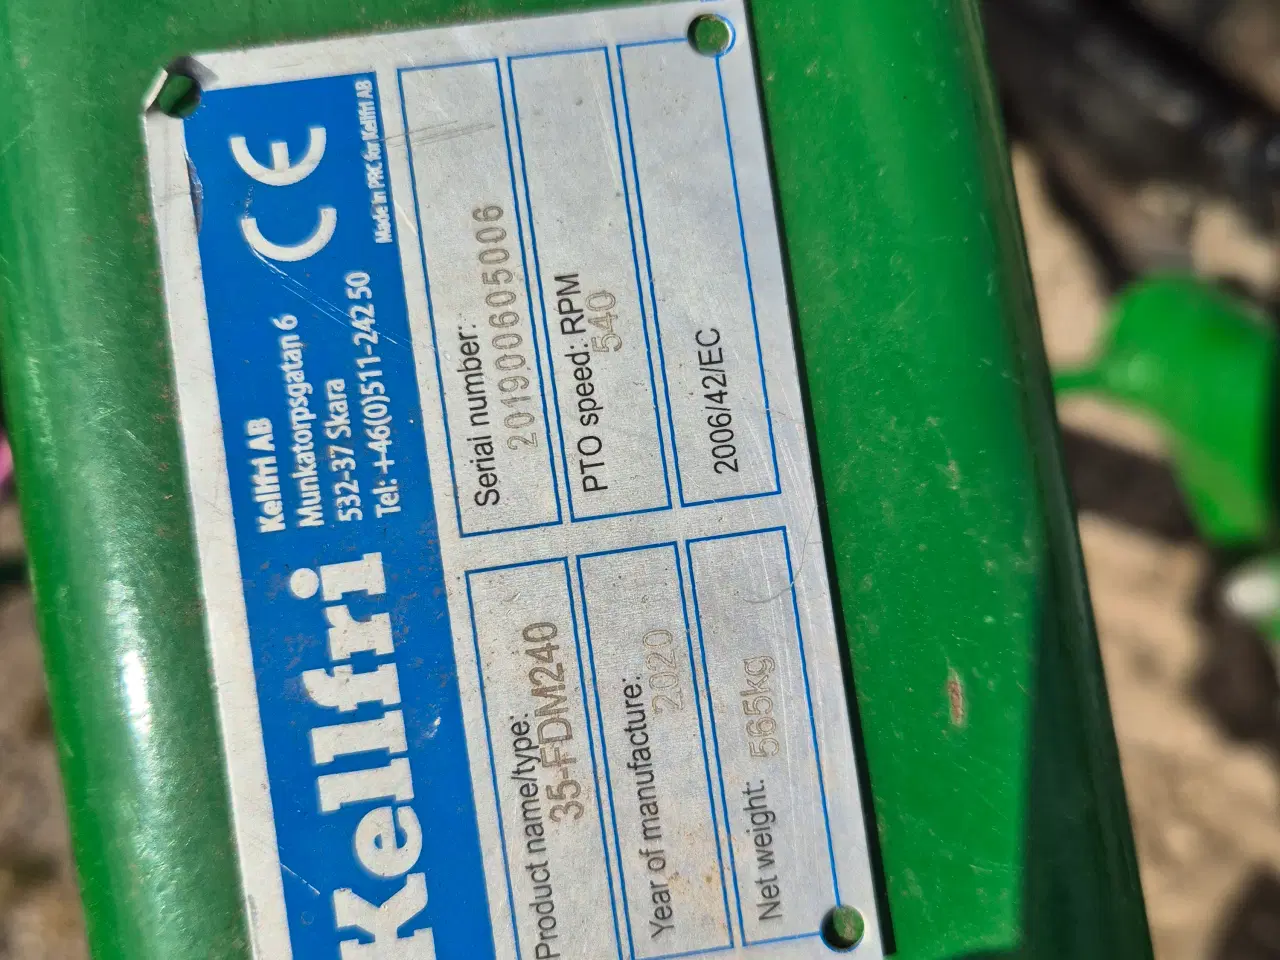 Kellfri
Kellfri AB
Munkatorpsgatan 6
532-37 Skara
Tel: +46(0)511-242 50
CE
Made in PRC for Kellfri AB
Product name/type:
35-FDM240
Serial number:
201900605006
Year of manufacture:
2020
PTO speed: RPM
540
Net weight: 565kg
2006/42/EC